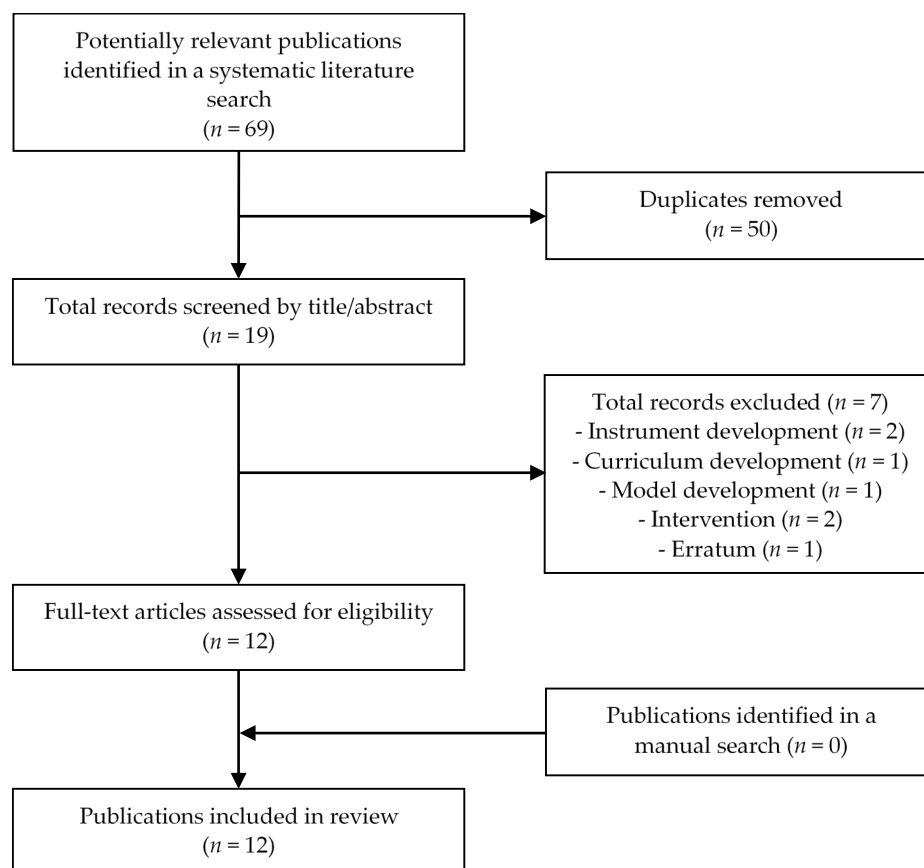 Potentially relevant publications
identified in a systematic literature
search
(n = 69)
Duplicates removed
(n = 50)
Total records screened by title/abstract
(n = 19)
Total records excluded (n = 7)
- Instrument development (n = 2)
- Curriculum development (n = 1)
- Model development (n = 1)
- Intervention (n = 2)
- Erratum (n = 1)
Full-text articles assessed for eligibility
(n = 12)
Publications identified in a
manual search (n = 0)
Publications included in review
(n = 12)